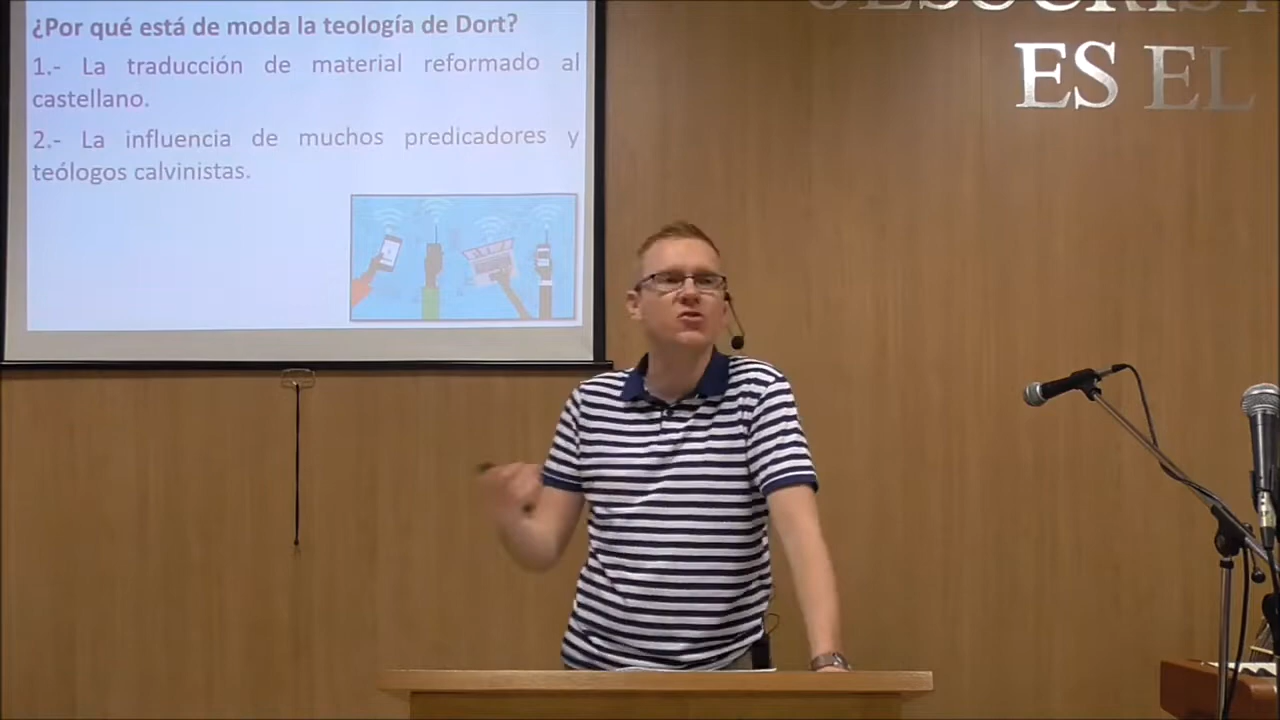 ¿Por qué está de moda la teología de Dort?
1.- La traducción de material reformado al
castellano.
2.- La influencia de muchos predicadores y
teólogos calvinistas.
JESUCRIST
ES EL